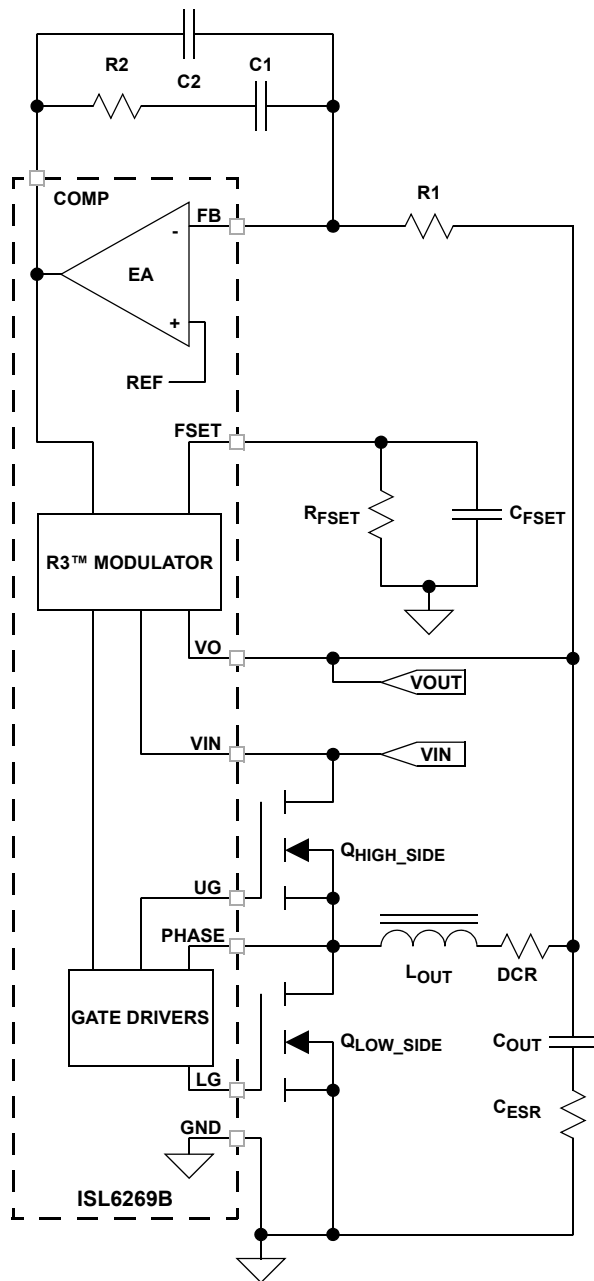 R2
C2
C1
COMP
FB
R1
-
EA
+
REF
FSET
RFSET
CFSET
R3™ MODULATOR
VO
VOUT
VIN
VIN
QHIGH_SIDE
UG
PHASE
LOUT
DCR
GATE DRIVERS
QLOW_SIDE
COUT
LG
CESR
GND
ISL6269B